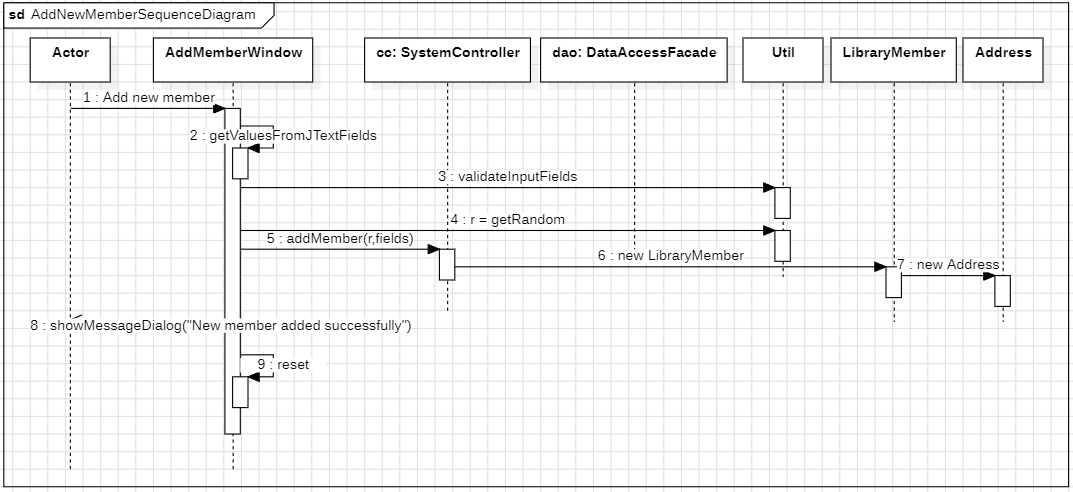 sd AddNewMemberSequenceDiagram
Actor
AddMemberWindow
cc: SystemController
dao: DataAccessFacade
Util
LibraryMember
Address
1 : Add new member
2 : getValuesFromJTextFields
3 : validateInputFields
4 : r = getRandom
5 : addMember(r,fields)
6 : new LibraryMember
7 : new Address
8 : showMessageDialog("New member added successfully")
9 : reset